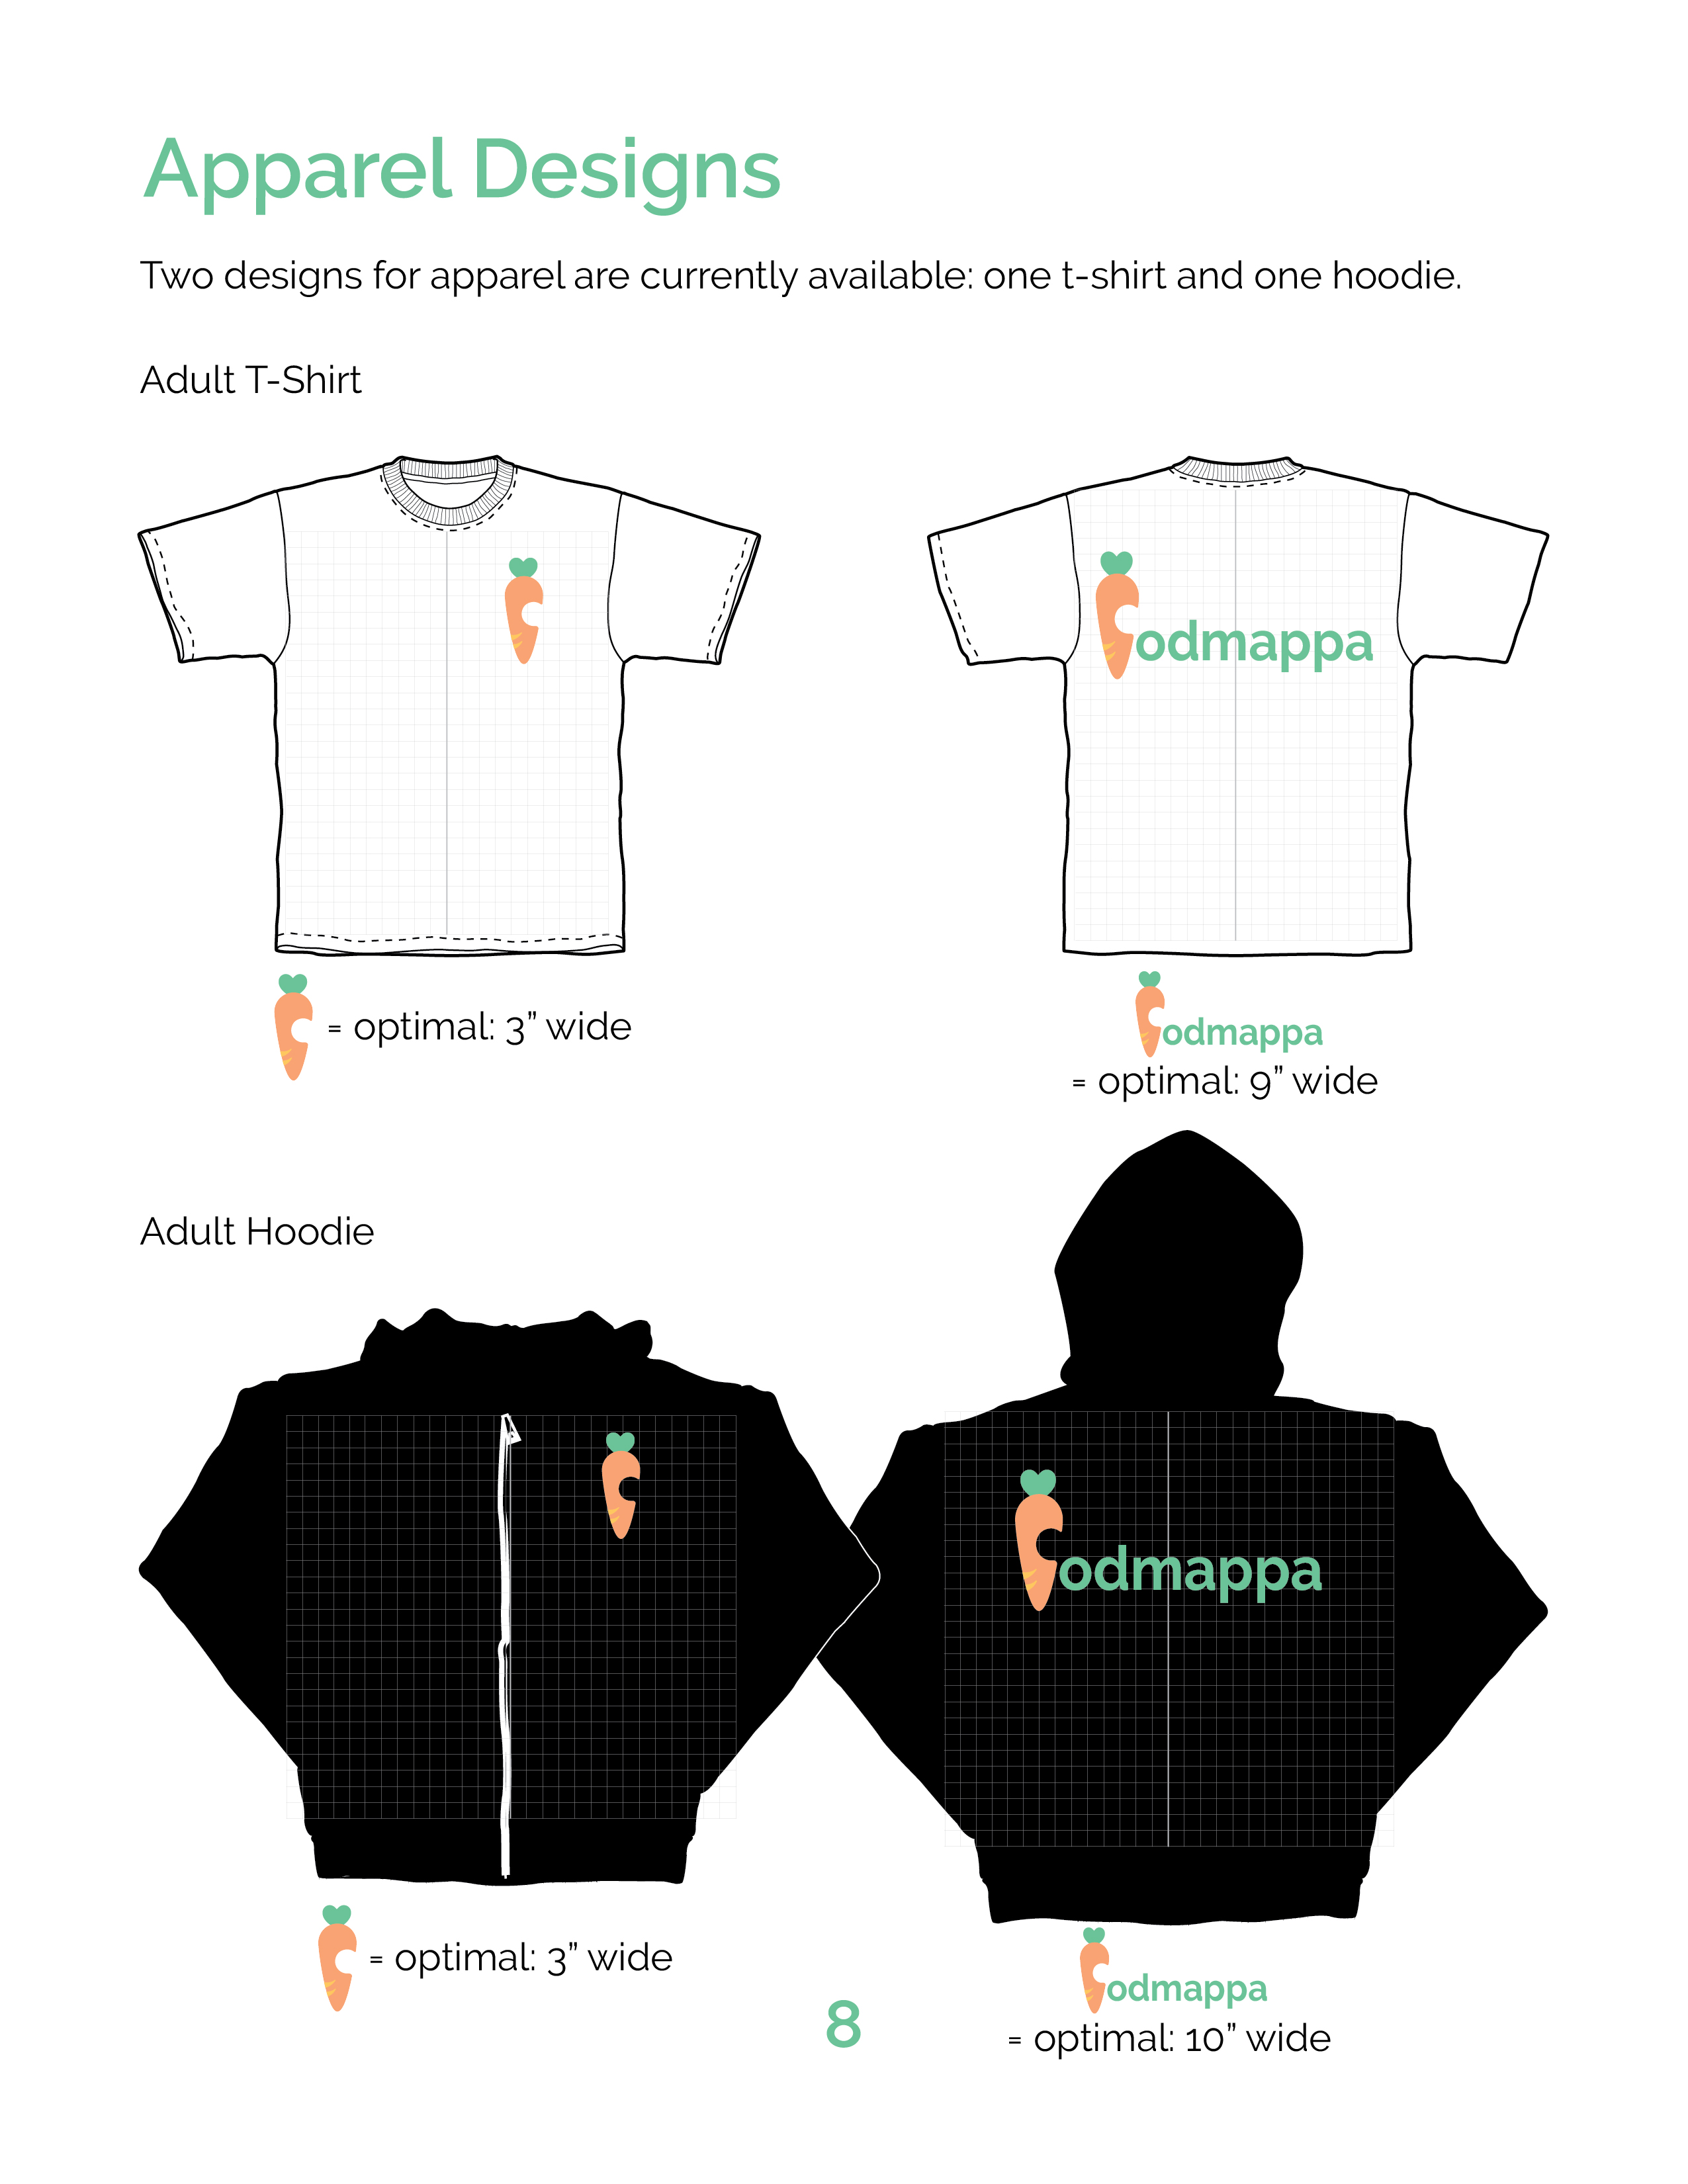 Apparel Designs
Two designs for apparel are currently available: one t-shirt and one hoodie.
Adult T-Shirt
odmappa
= optimal: 3” wide
odmappa
= optimal: 9” wide
Adult Hoodie
odmappa
= optimal: 3” wide
odmappa
= optimal: 10” wide
8